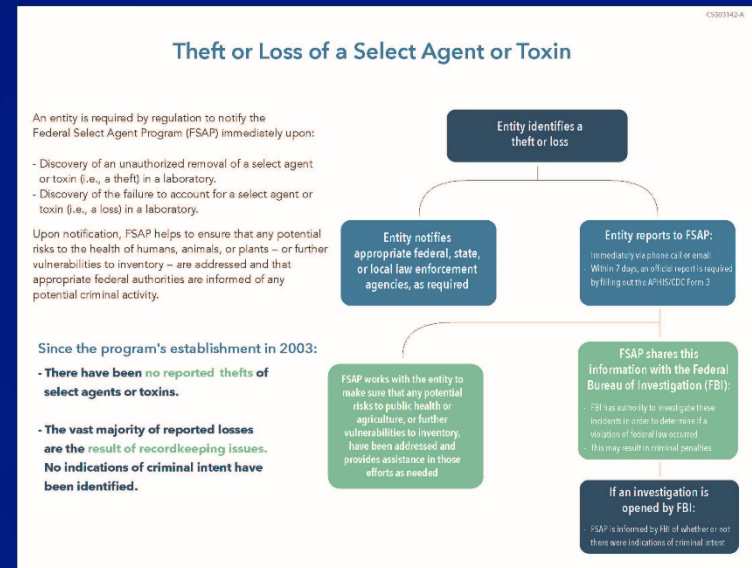 CS303142-A
Theft or Loss of a Select Agent or Toxin
An entity is required by regulation to notify the
Federal Select Agent Program (FSAP) immediately upon:
- Discovery of an unauthorized removal of a select agent
or toxin (i.e., a theft) in a laboratory.
- Discovery of the failure to account for a select agent or
toxin (i.e., a loss) in a laboratory.
Upon notification, FSAP helps to ensure that any potential
risks to the health of humans, animals, or plants – or further
vulnerabilities to inventory – are addressed and that
appropriate federal authorities are informed of any
potential criminal activity.
Since the program's establishment in 2003:
- There have been no reported thefts of
select agents or toxins.
- The vast majority of reported losses
are the result of recordkeeping issues.
No indications of criminal intent have
been identified.
Entity identifies a
theft or loss
Entity notifies
appropriate federal, state,
or local law enforcement
agencies, as required
Entity reports to FSAP:
- Immediately via phone call or email
- Within 7 days, an official report is required
by filling out the APHIS/CDC Form 3
FSAP works with the entity to
make sure that any potential
risks to public health or
agriculture, or further
vulnerabilities to inventory,
have been addressed and
provides assistance in those
efforts as needed
FSAP shares this
information with the Federal
Bureau of Investigation (FBI):
- FBI has authority to investigate these
incidents in order to determine if a
violation of federal law occurred
- This may result in criminal penalties
If an investigation is
opened by FBI:
- FSAP is informed by FBI of whether or not
there were indications of criminal intent